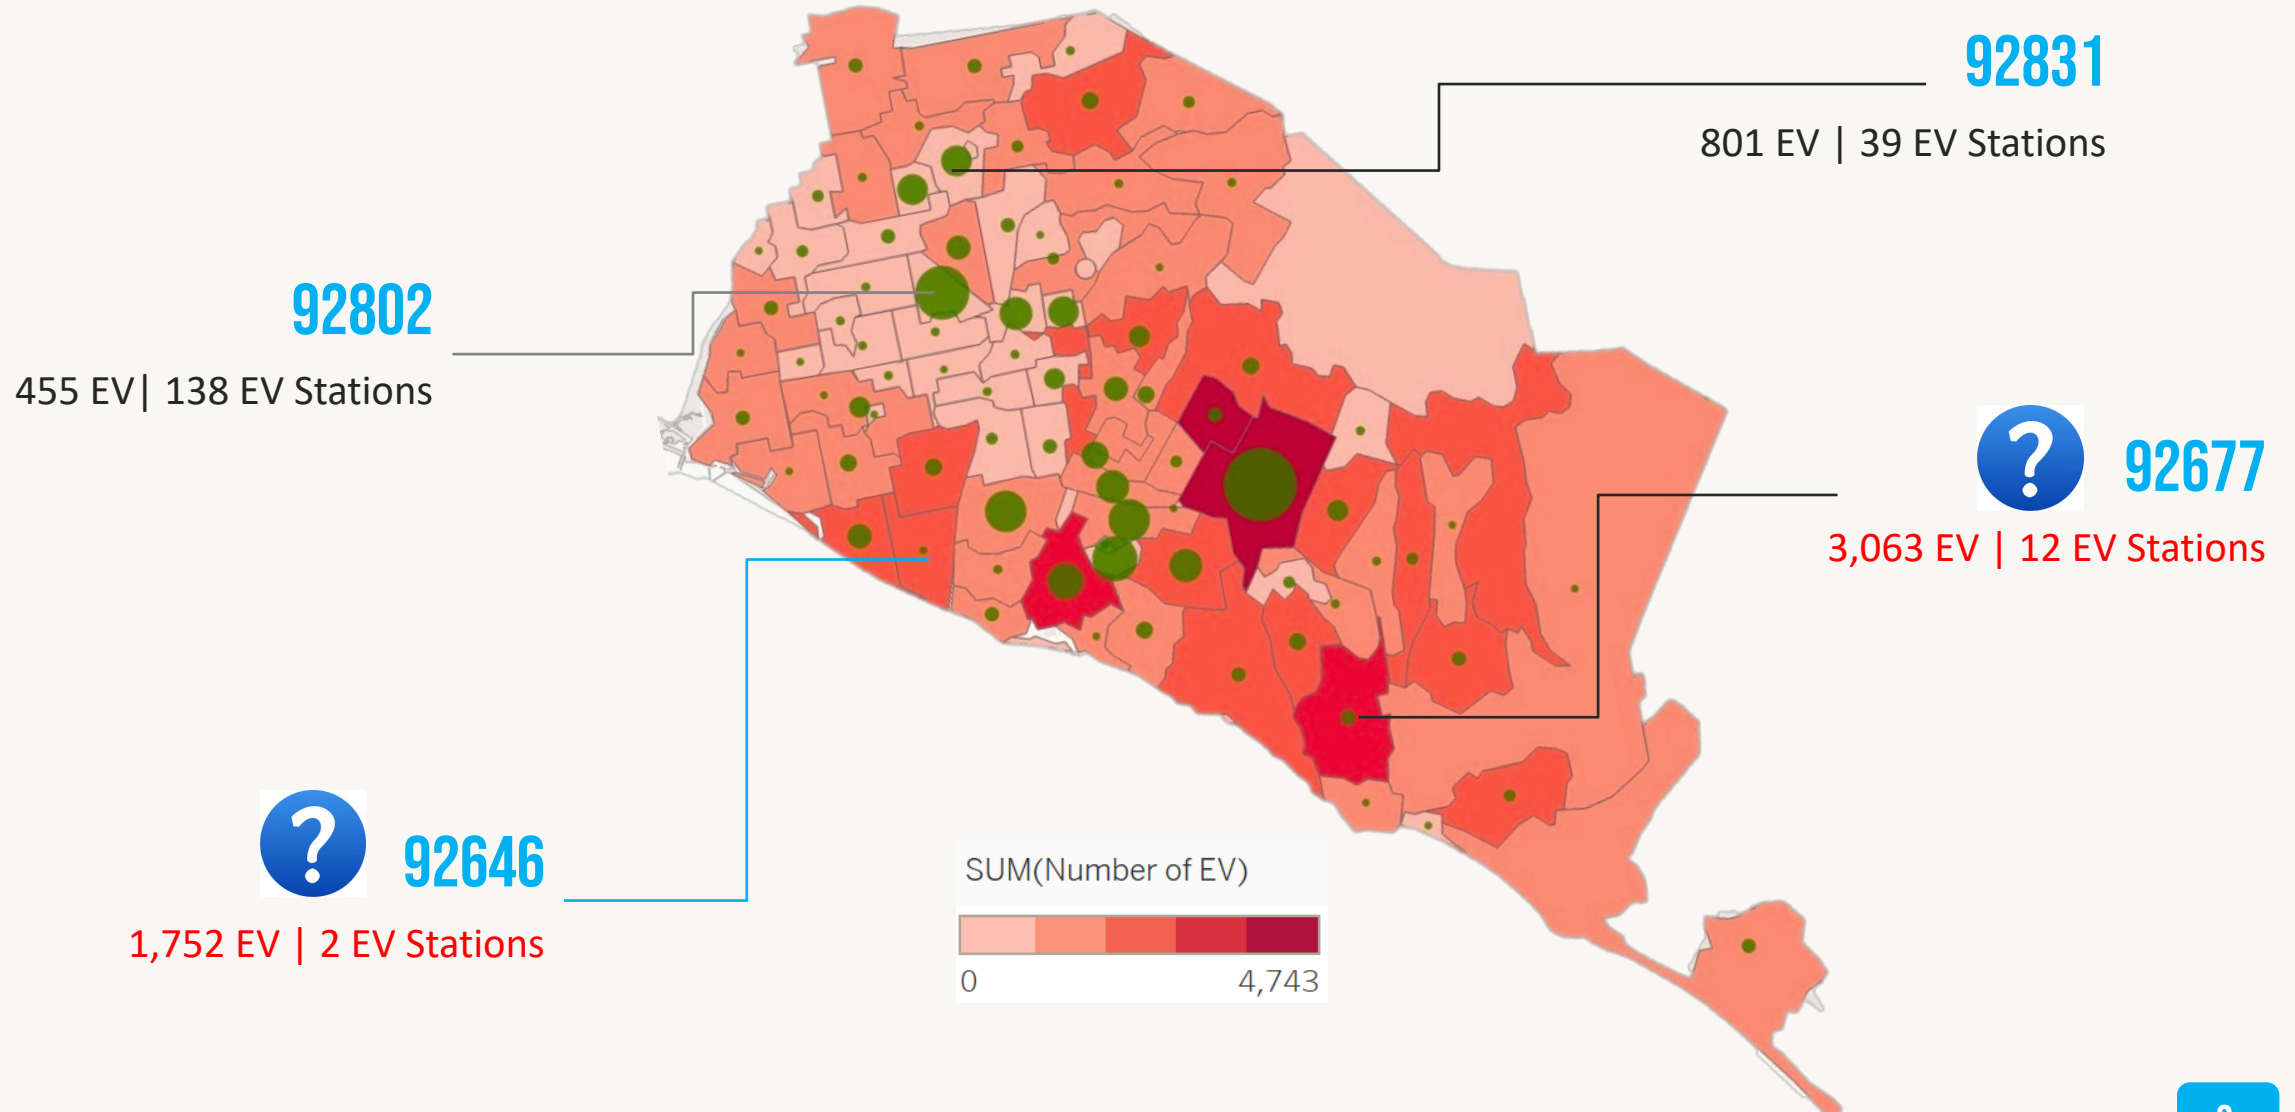 92831
801 EV | 39 EV Stations
92802
455 EV| 138 EV Stations
?
92677
3,063 EV | 12 EV Stations
?
92646
1,752 EV | 2 EV Stations
SUM(Number of EV)
0
4,743